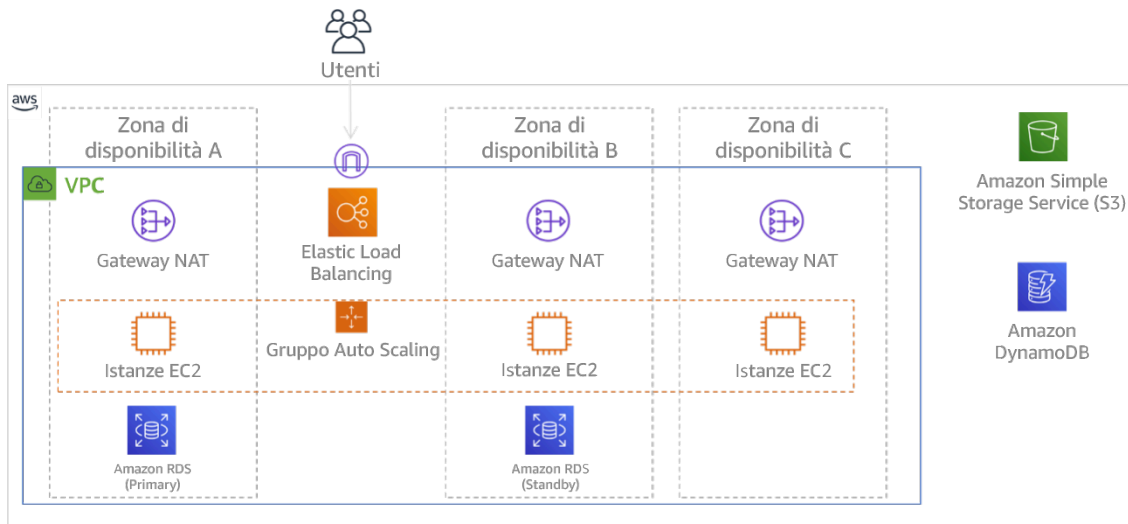 Utenti
aws
Zona di
disponibilità A
Zona di
disponibilità B
Zona di
disponibilità C
VPC
Gateway NAT
Elastic Load
Balancing
Gateway NAT
Gateway NAT
Amazon Simple
Storage Service (S3)
Gruppo Auto Scaling
Istanze EC2
Istanze EC2
Istanze EC2
Amazon
DynamoDB
Amazon RDS
(Primary)
Amazon RDS
(Standby)